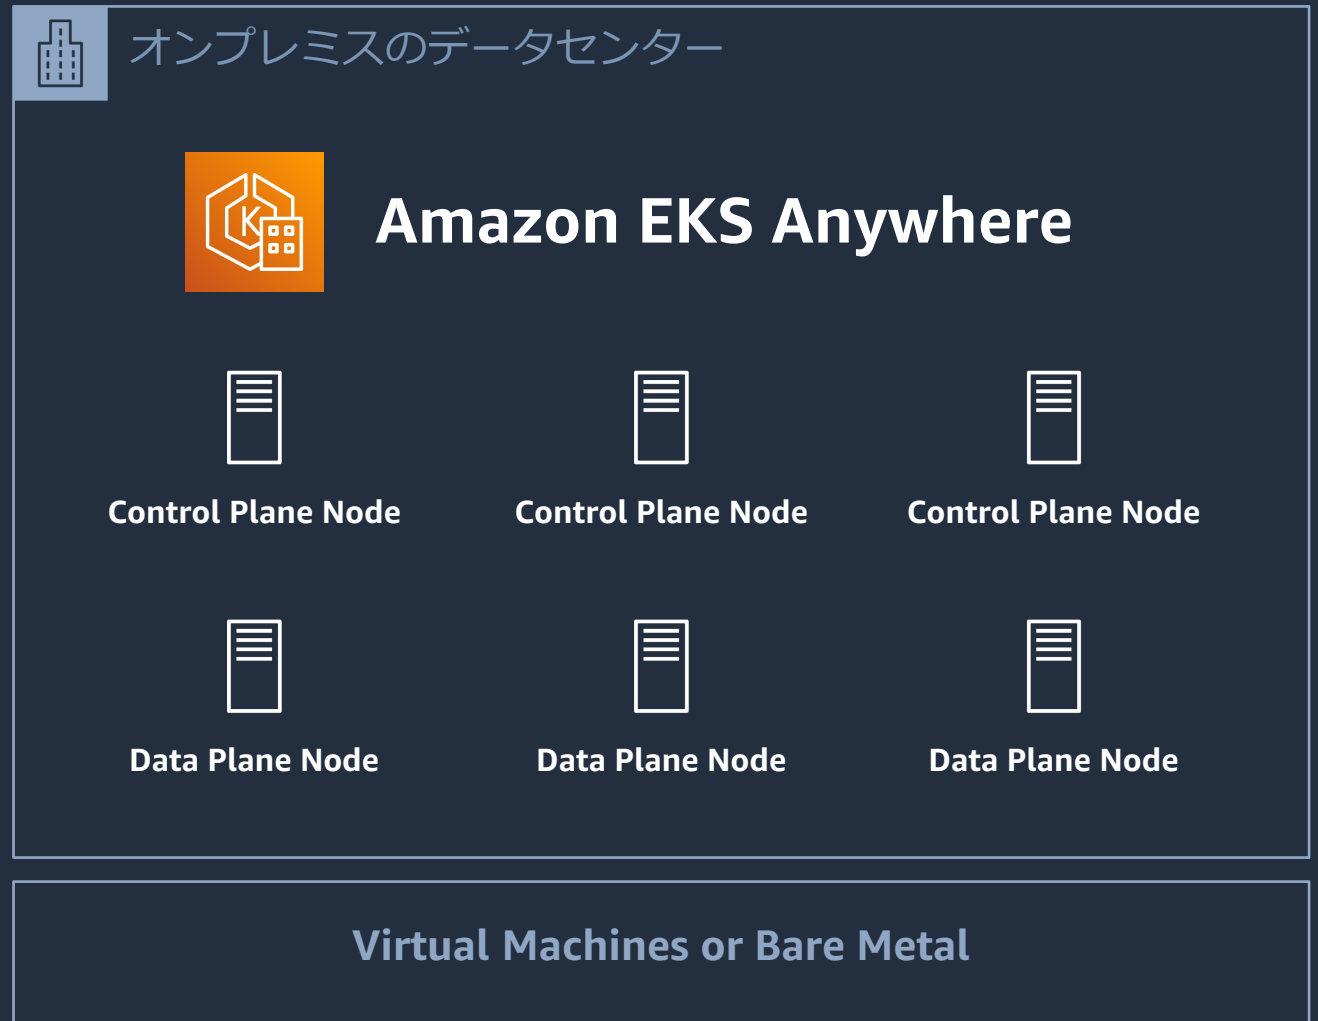 オンプレミスのデータセンター
K
Amazon EKS Anywhere
Control Plane Node
Control Plane Node
Control Plane Node
Data Plane Node
Data Plane Node
Data Plane Node
Virtual Machines or Bare Metal